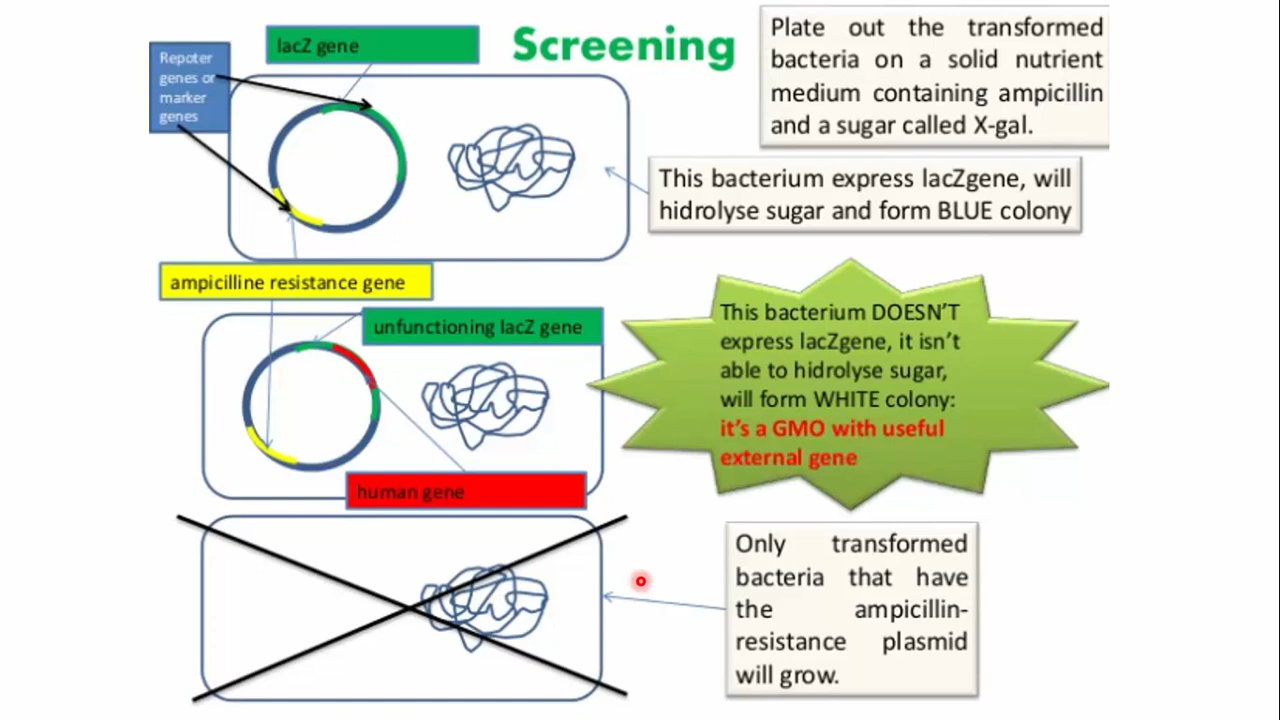 Screening
lacZ gene
Repoter
genes or
marker
genes
Plate out the transformed
bacteria on a solid nutrient
medium containing ampicillin
and a sugar called X-gal.
This bacterium express lacZgene, will
hidrolyse sugar and form BLUE colony
ampicilline resistance gene
unfunctioning lacZ gene
This bacterium DOESN'T
express lacZgene, it isn't
able to hidrolyse sugar,
will form WHITE colony:
it's a GMO with useful
external gene
human gene
Only transformed
bacteria that have
the ampicillin-
resistance plasmid
will grow.